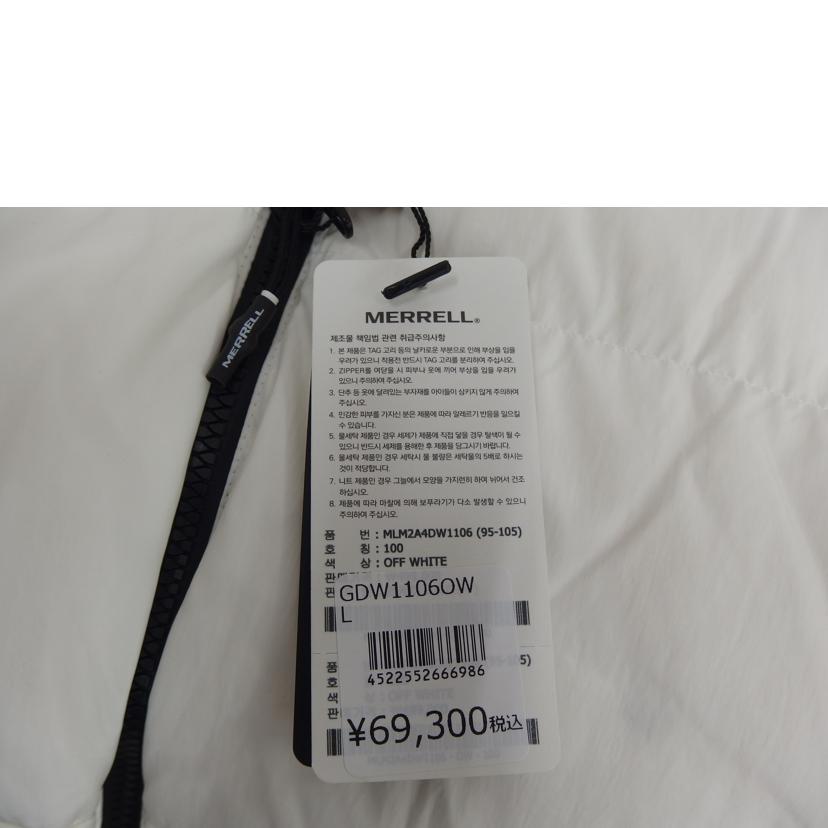 MERRELL
MERRELL®
제조물 책임법 관련 취급주의사항
1. 본 제품은 TAG 고리 등의 날카로운 부분으로 인해 부상을 입을
우려가 있으니 착용전 반드시 TAG 고리를 분리하여 주십시오.
2. ZIPPER를 여닫을 시 피부나 옷에 끼어 부상을 입을 우려가
있으니 주의하여 주십시오.
3. 단추 등 옷에 달려있는 부자재를 아이들이 삼키지 않게 주의하여
주십시오.
4. 민감한 피부를 가지신 분은 제품에 따라 알레르기 반응을 일으킬
수 있습니다.
5. 물세탁 제품인 경우 세제가 제품에 직접 닿을 경우 탈색이 될 수
있으니 반드시 세제를 용해한 후 제품을 담그시기 바랍니다.
6. 물세탁 제품인 경우 세탁시 물 불량은 세탁물의 5배로 하시는
것이 적당합니다.
7. 니트 제품인 경우 그늘에서 모양을 가지런히 하여 뉘어서 건조
하십시오.
8. 제품에 따라 마찰에 의해 보푸라기가 다소 발생할 수 있으니
주의하여 주십시오.
품 번 : MLM2A4DW1106 (95-105)
호 칭 : 100
색 상 : OFF WHITE
GDW1106OW
L
4522552666986
¥69,300税込